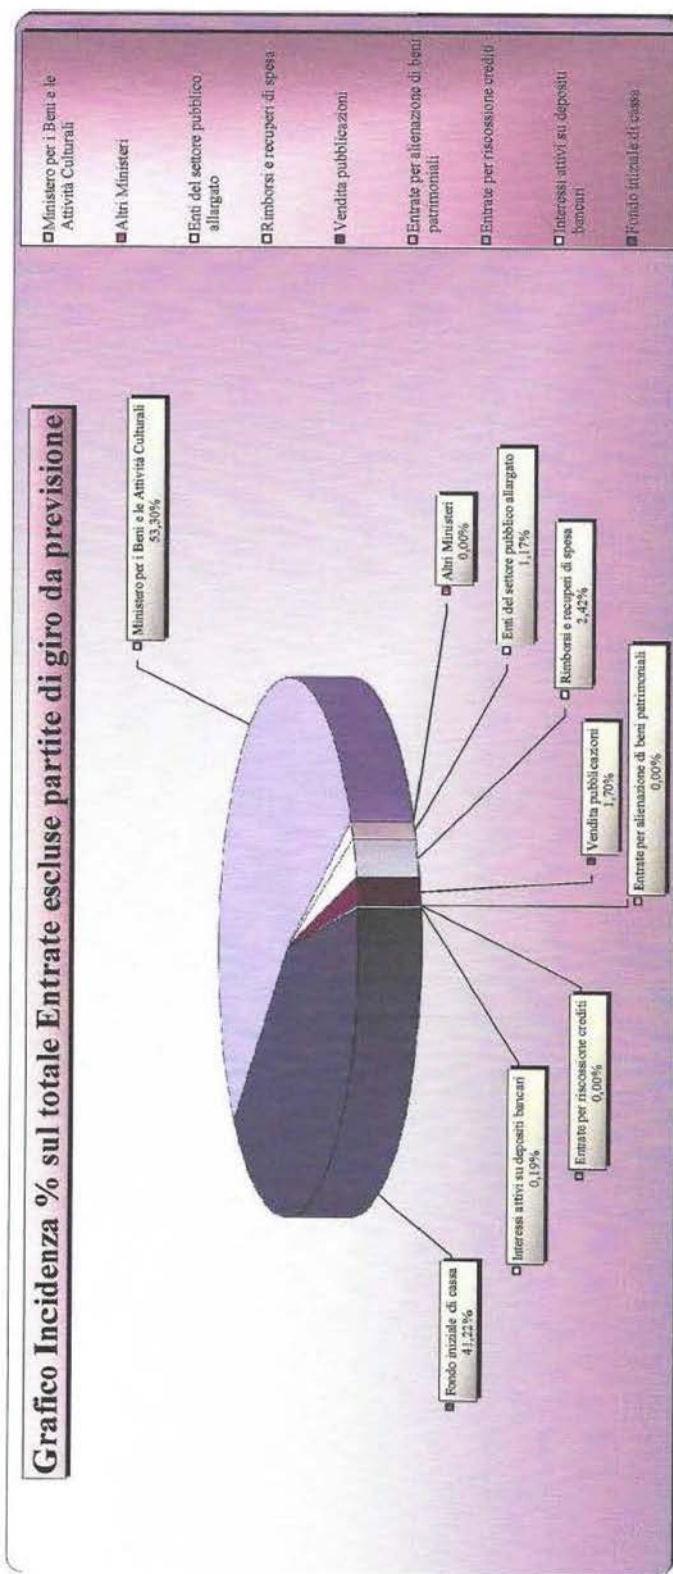 Grafico Incidenza % sul totale Entrate escluse partite di giro da previsione
Ministero per i Beni e le Attività Culturali
53,30%
Altri Ministeri
0,00%
Enti del settore pubblico allargato
1,17%
Rimborsi e recuperi di spesa
2,42%
Vendita pubblicazioni
1,70%
Entrate per alienazione di beni patrimoniali
0,00%
Entrate per riscossione crediti
0,00%
Interessi attivi su depositi bancari
0,19%
Fondo iniziale di cassa
41,22%
Ministero per i Beni e le
Attività Culturali
Altri Ministeri
Enti del settore pubblico
allargato
Rimborsi e recuperi di spesa
Vendita pubblicazioni
Entrate per alienazione di beni
patrimoniali
Entrate per riscossione crediti
Interessi attivi su depositi
bancari
Fondo iniziale di cassa